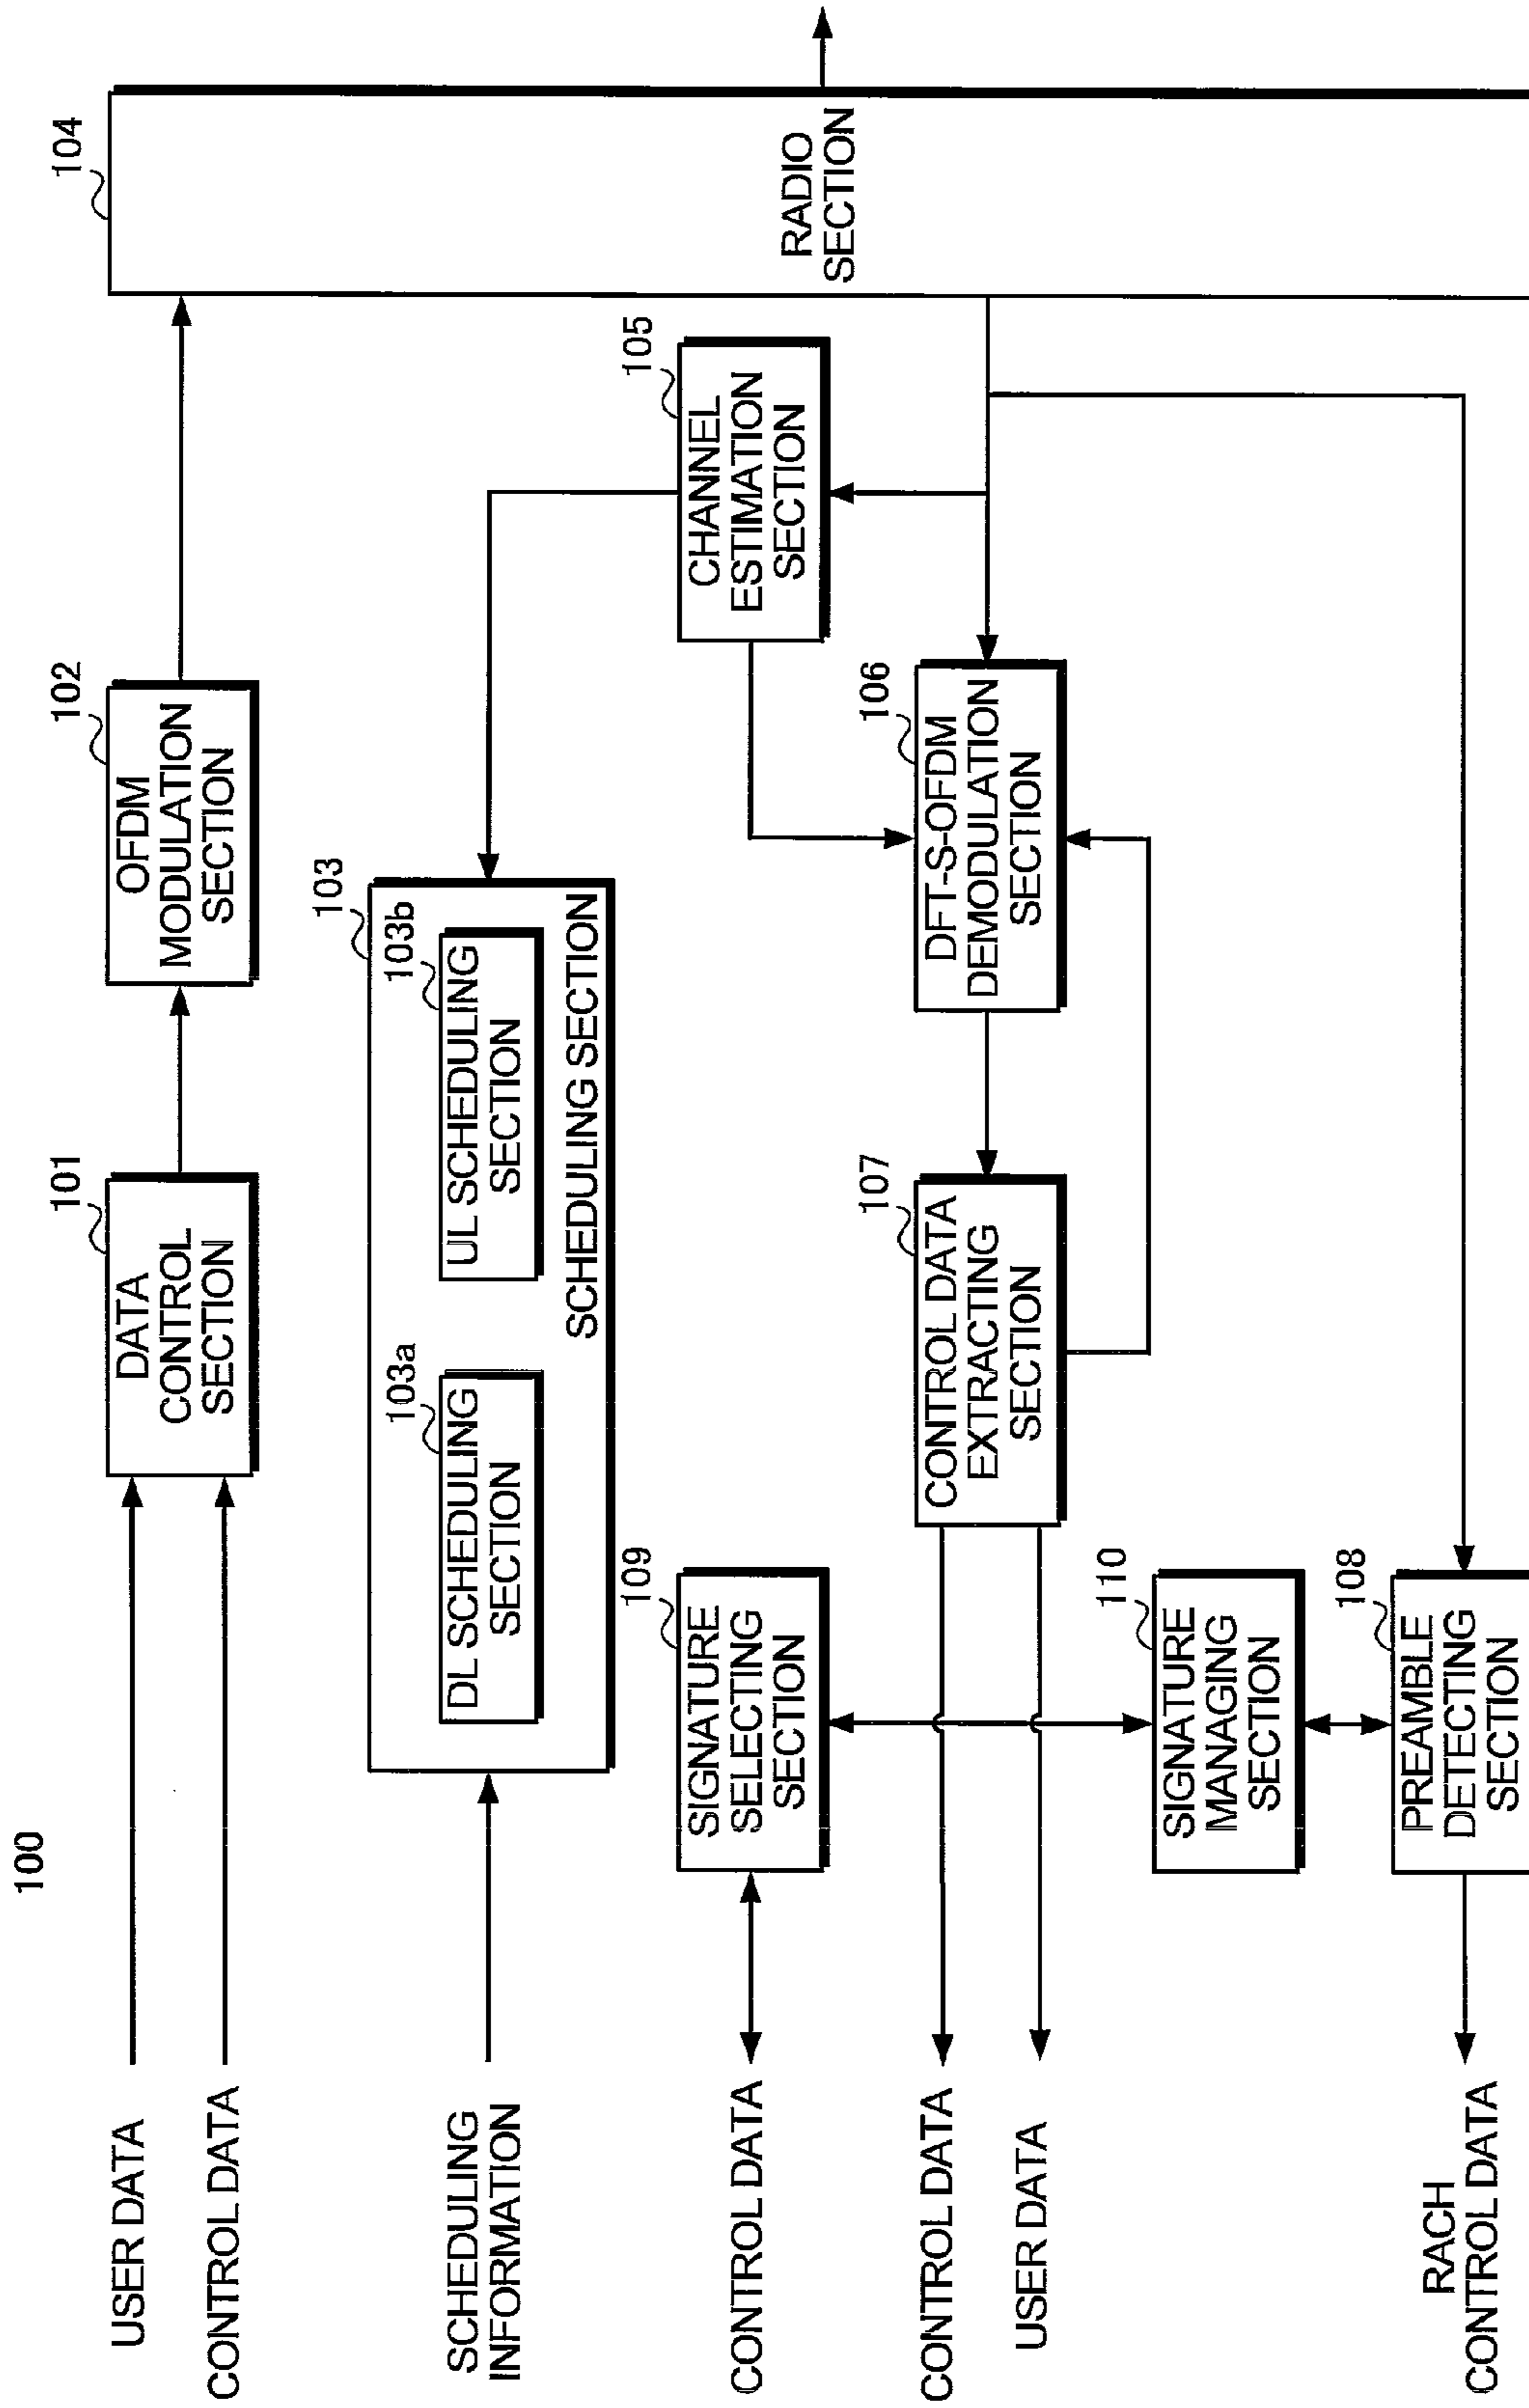 100
USER DATA
CONTROL DATA
101
DATA
CONTROL
SECTION
102
OFDM
MODULATION
SECTION
104
RADIO
SECTION
SCHEDULING
INFORMATION
103
103a
DL SCHEDULING
SECTION
103b
UL SCHEDULING
SECTION
SCHEDULING SECTION
105
CHANNEL
ESTIMATION
SECTION
CONTROL DATA
109
SIGNATURE
SELECTING
SECTION
CONTROL DATA
USER DATA
107
CONTROL DATA
EXTRACTING
SECTION
106
DFT-S-OFDM
DEMODULATION
SECTION
110
SIGNATURE
MANAGING
SECTION
RACH
CONTROL DATA
108
PREAMBLE
DETECTING
SECTION